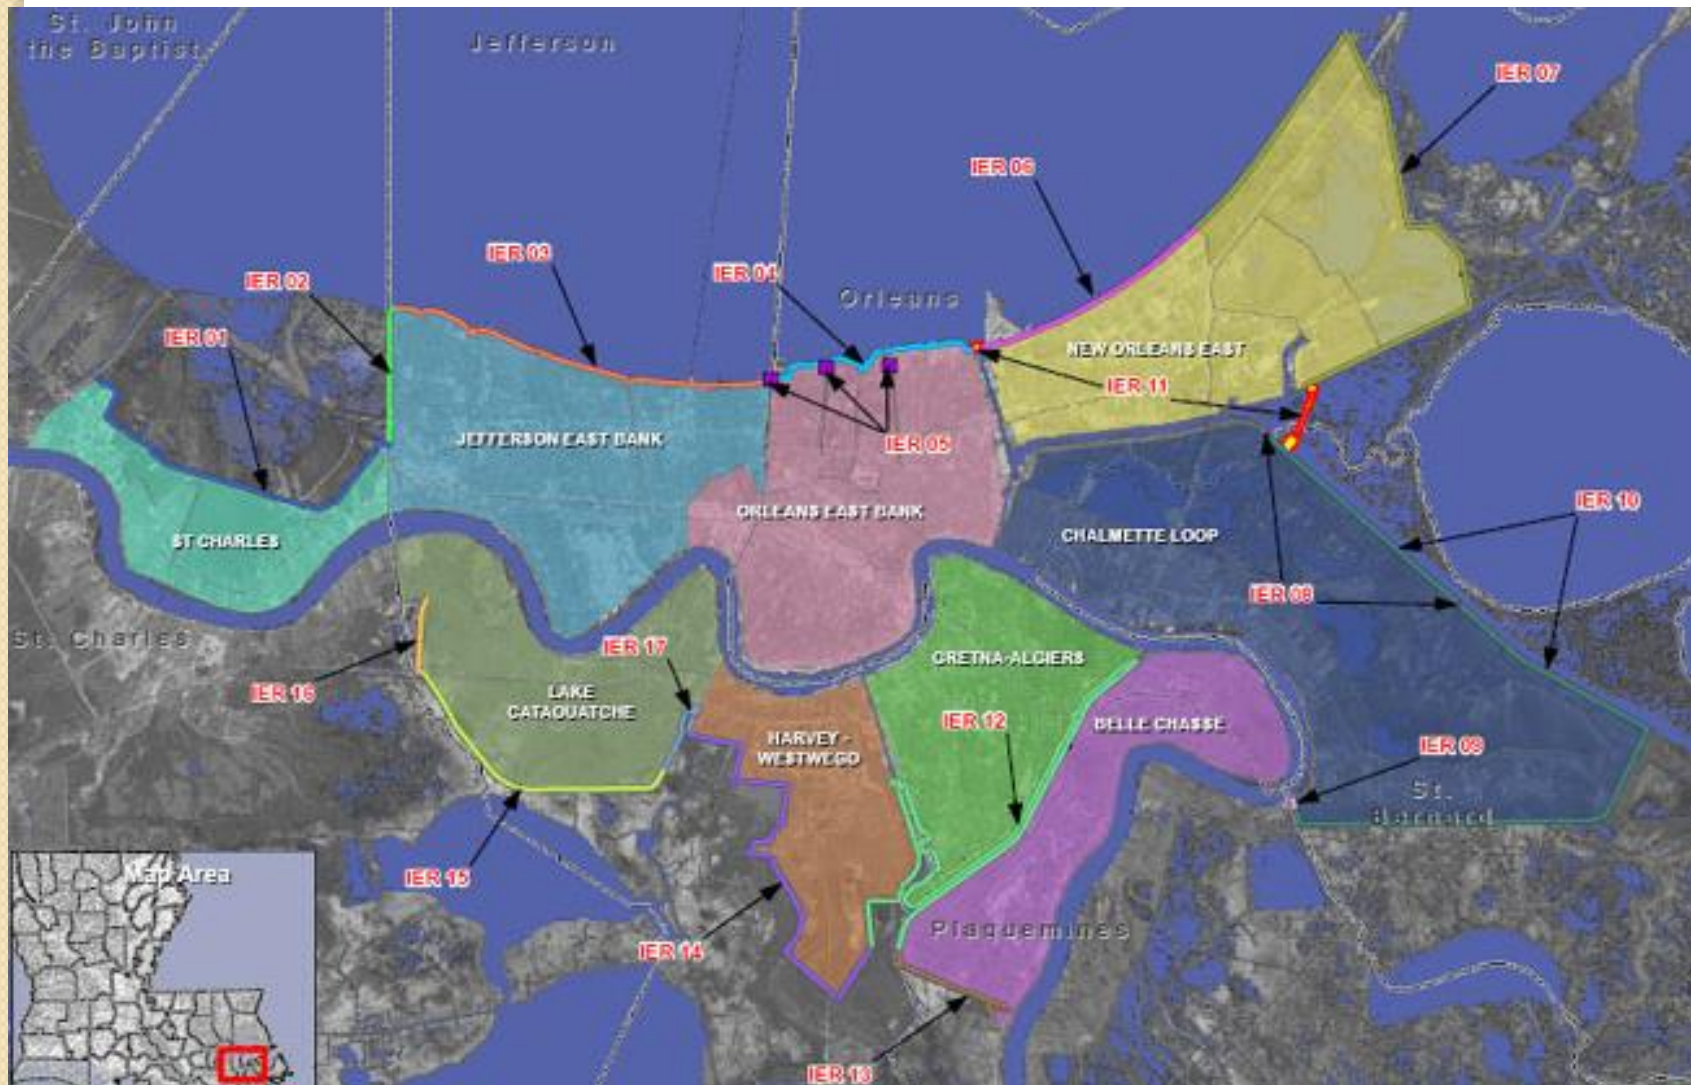 St. John
the Baptist
Jefferson
IER 07
IER 06
IER 03
IER 02
IER 04
Orleans
IER 01
NEW ORLEANS EAST
IER 11
JEFFERSON EAST BANK
IER 05
IER 10
ORLEANS EAST BANK
ST CHARLES
CHALMETTE LOOP
IER 08
St. Charles
IER 17
GRETNA-ALGIERS
IER 16
LAKE
CATAOUATCHE
IER 12
BELLE CHASSE
HARVEY -
WESTWEGO
IER 09
St.
Bernard
Map Area
IER 15
Plaquemines
IER 14
IER 13